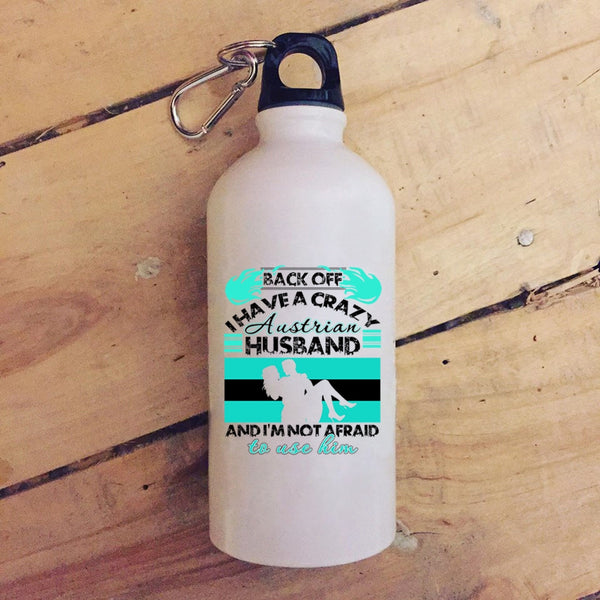 BACK OFF
I HAVE A CRAZY
Austrian
HUSBAND
AND I'M NOT AFRAID
to use him